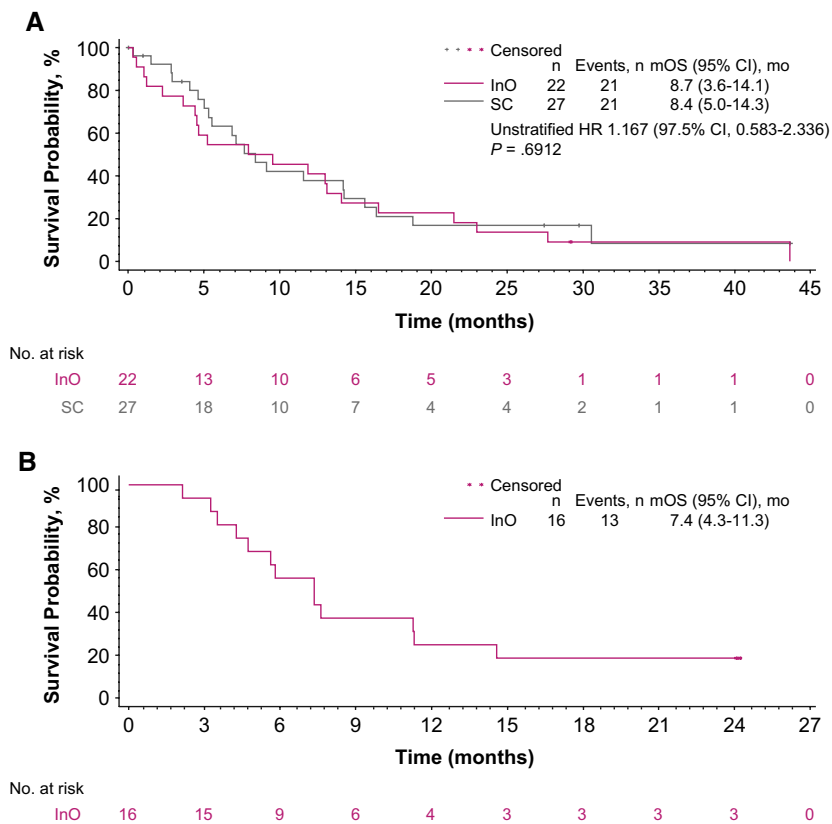 A
Survival Probability, %
100
80
60
40
20
0
Censored
n Events, n mOS (95% CI), mo
InO 22 21 8.7 (3.6-14.1)
SC 27 21 8.4 (5.0-14.3)
Unstratified HR 1.167 (97.5% CI, 0.583-2.336)
P = .6912
0 5 10 15 20 25 30 35 40 45
Time (months)
No. at risk
InO 22 13 10 6 5 3 1 1 1 0
SC 27 18 10 7 4 4 2 1 1 0
B
Survival Probability, %
100
80
60
40
20
0
Censored
n Events, n mOS (95% CI), mo
InO 16 13 7.4 (4.3-11.3)
0 3 6 9 12 15 18 21 24 27
Time (months)
No. at risk
InO 16 15 9 6 4 3 3 3 3 0